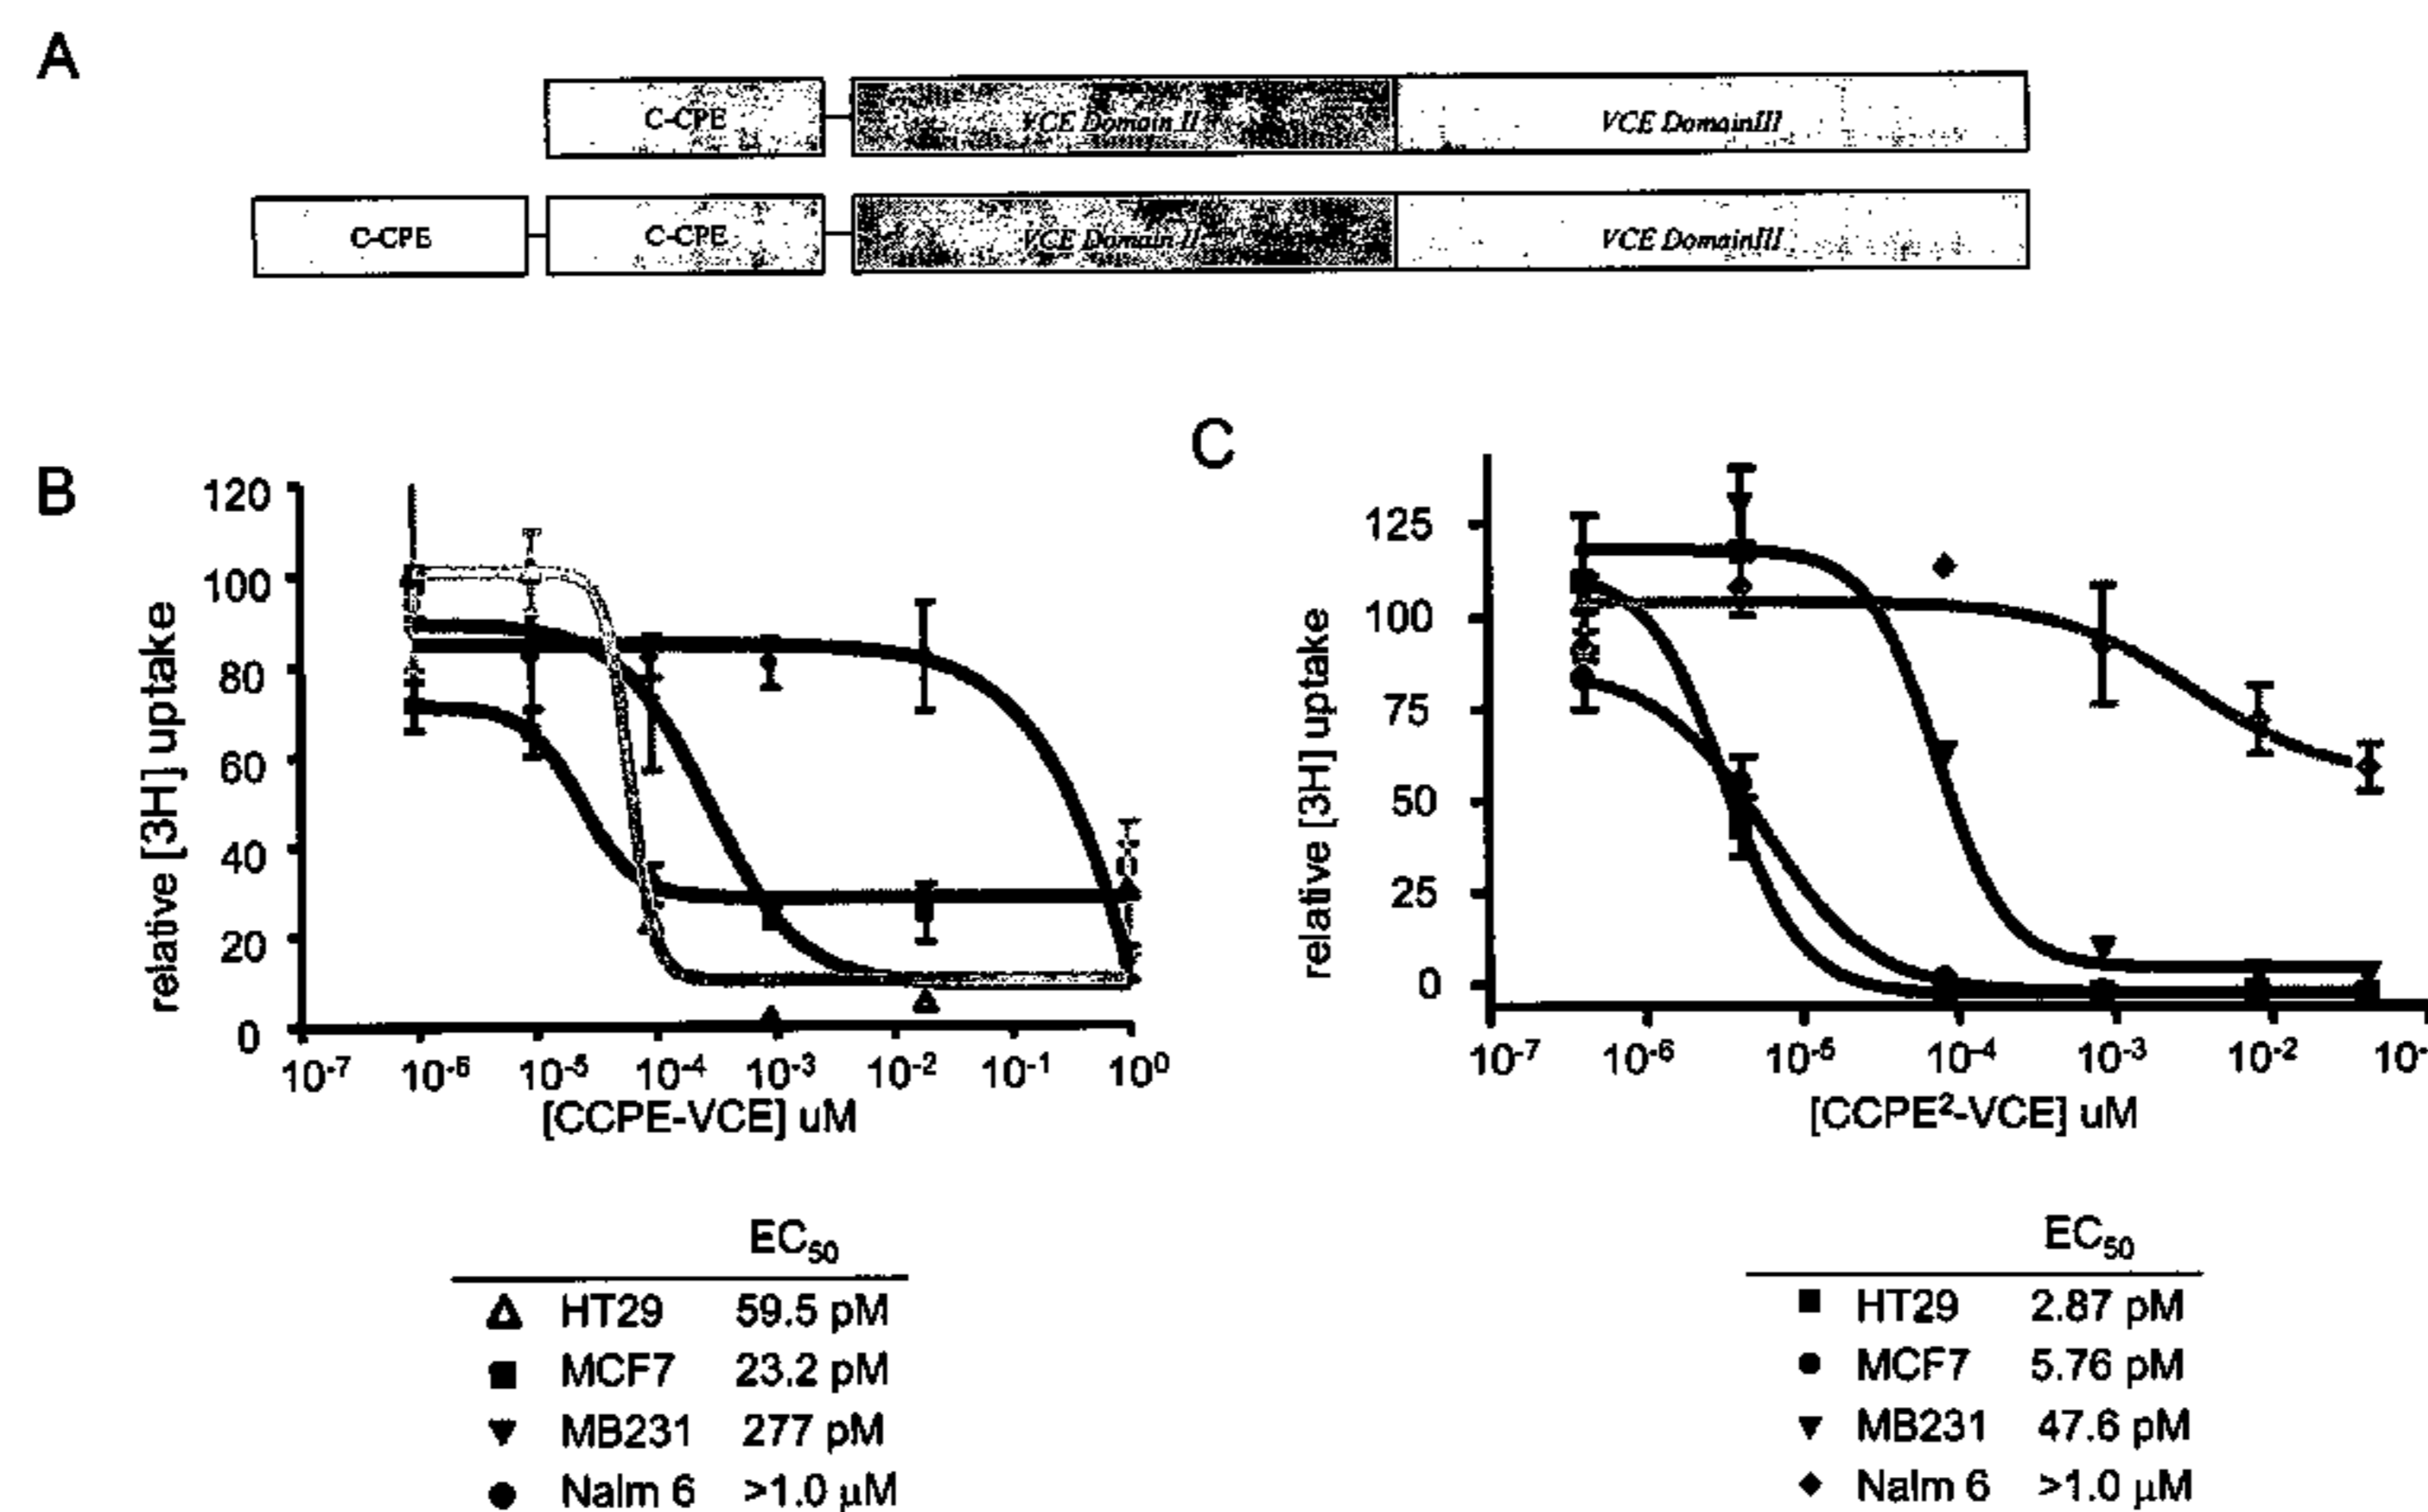 A
C-CPE VCE Domain II VCE DomainIII
C-CPE C-CPE VCE Domain II VCE DomainIII
B
relative [3H] uptake
120
100
80
60
40
20
0
10-7 10-6 10-5 10-4 10-3 10-2 10-1 100
[CCPE-VCE] uM
EC50
HT29 59.5 pM
MCF7 23.2 pM
MB231 277 pM
Nalm 6 >1.0 µM
C
relative [3H] uptake
125
100
75
50
25
0
10-7 10-6 10-5 10-4 10-3 10-2 10-
[CCPE2-VCE] uM
EC50
HT29 2.87 pM
MCF7 5.76 pM
MB231 47.6 pM
Nalm 6 >1.0 µM